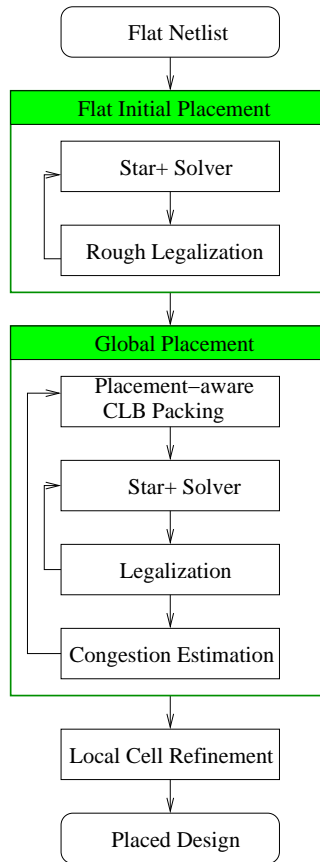 Flat Netlist
Flat Initial Placement
Star+ Solver
Rough Legalization
Global Placement
Placement−aware
CLB Packing
Star+ Solver
Legalization
Congestion Estimation
Local Cell Refinement
Placed Design